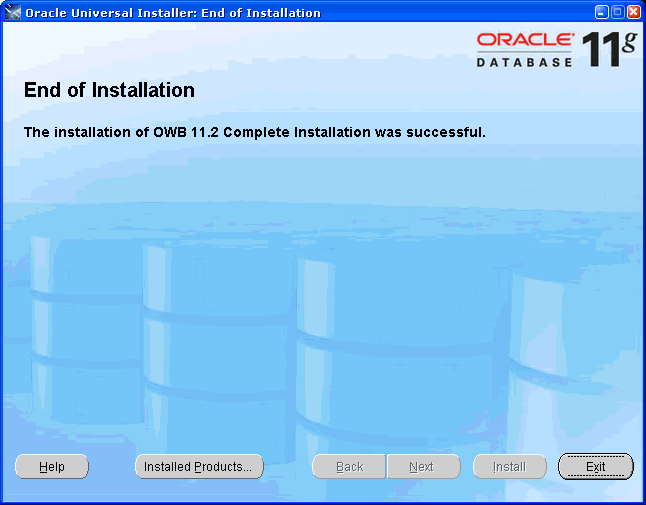 Oracle Universal Installer: End of Installation
ORACLE
DATABASE
11g
End of Installation
The installation of OWB 11.2 Complete Installation was successful.
Help
Installed Products...
Back
Next
Install
Exit